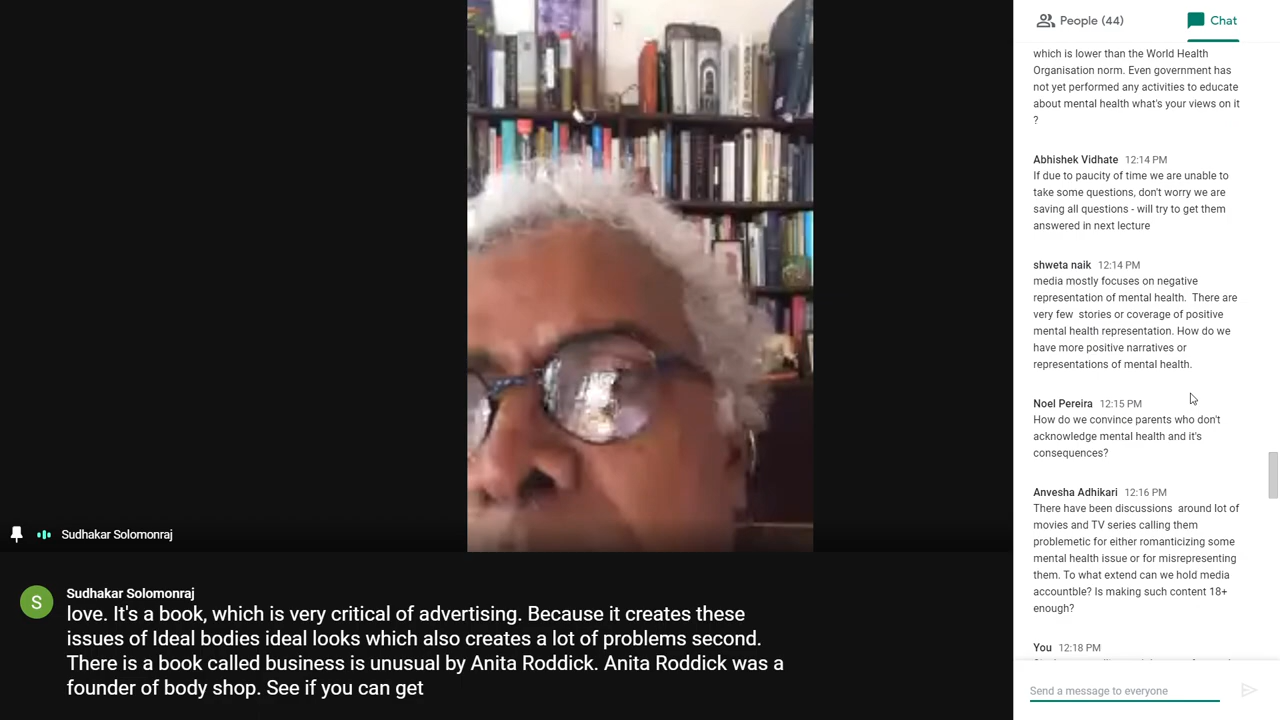 People (44)
Chat
which is lower than the World Health
Organisation norm. Even government has
not yet performed any activities to educate
about mental health what's your views on it
?
Abhishek Vidhate 12:14 PM
If due to paucity of time we are unable to
take some questions, don't worry we are
saving all questions - will try to get them
answered in next lecture
shweta naik 12:14 PM
media mostly focuses on negative
representation of mental health. There are
very few stories or coverage of positive
mental health representation. How do we
have more positive narratives or
representations of mental health.
Noel Pereira 12:15 PM
How do we convince parents who don't
acknowledge mental health and it's
consequences?
Anvesha Adhikari 12:16 PM
There have been discussions around lot of
movies and TV series calling them
problemetic for either romanticizing some
mental health issue or for misrepresenting
them. To what extend can we hold media
accountble? Is making such content 18+
enough?
You 12:18 PM
Send a message to everyone
Sudhakar Solomonraj
S
Sudhakar Solomonraj
love. It's a book, which is very critical of advertising. Because it creates these
issues of Ideal bodies ideal looks which also creates a lot of problems second.
There is a book called business is unusual by Anita Roddick. Anita Roddick was a
founder of body shop. See if you can get